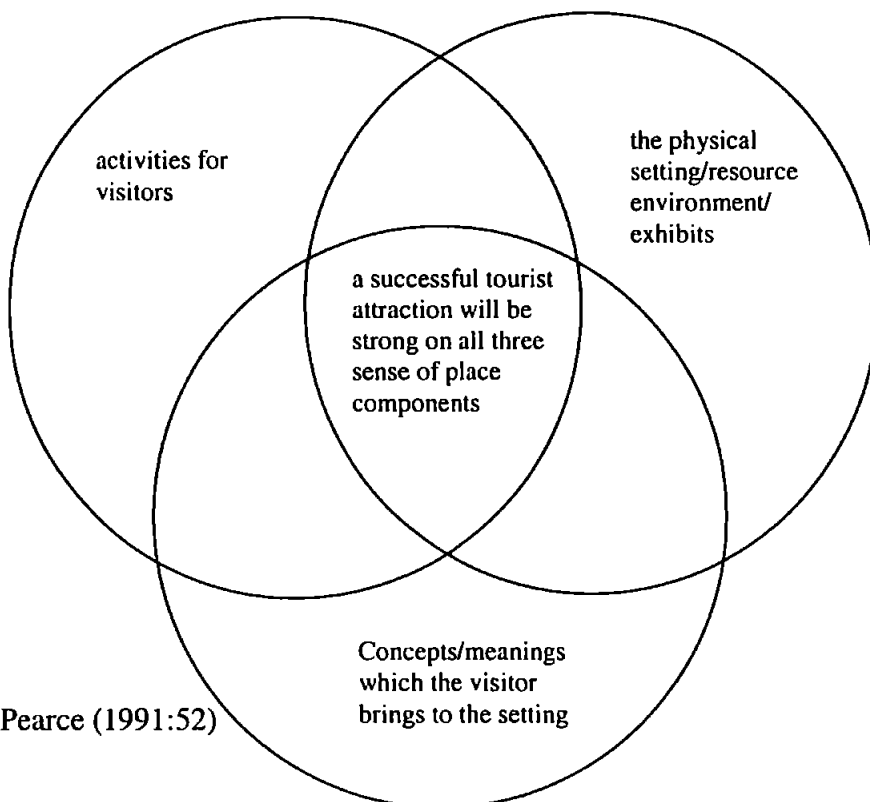 activities for
visitors
the physical
setting/resource
environment/
exhibits
a successful tourist
attraction will be
strong on all three
sense of place
components
Concepts/meanings
which the visitor
brings to the setting
Pearce (1991:52)